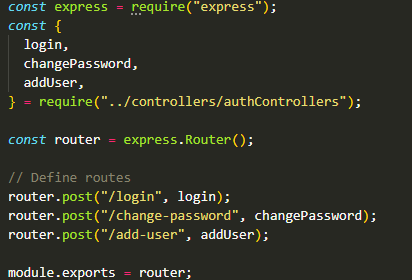 const express = require("express");
const {
  login,
  changePassword,
  addUser,
} = require("../controllers/authControllers");
const router = express.Router();
// Define routes
router.post("/login", login);
router.post("/change-password", changePassword);
router.post("/add-user", addUser);
module.exports = router;